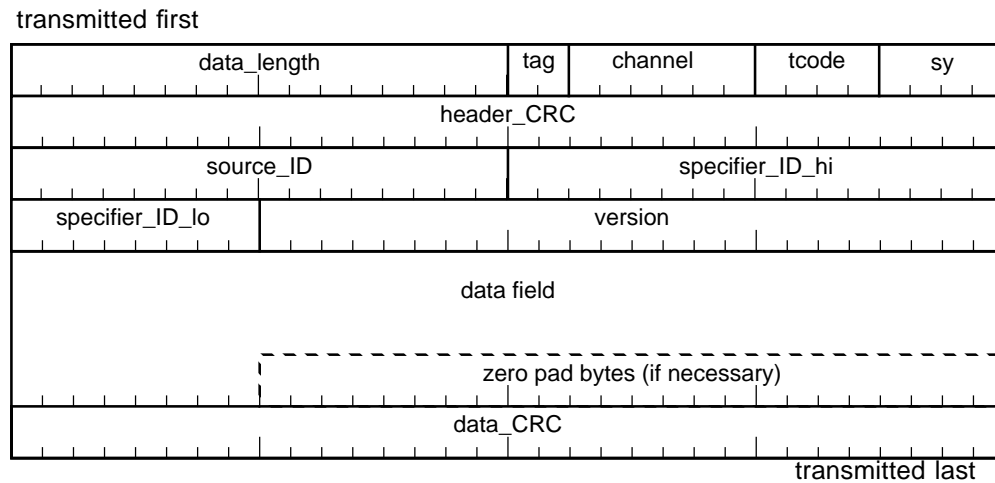 transmitted first
data_length tag channel tcode sy
header_CRC
source_ID specifier_ID_hi
specifier_ID_lo version
data field
zero pad bytes (if necessary)
data_CRC
transmitted last